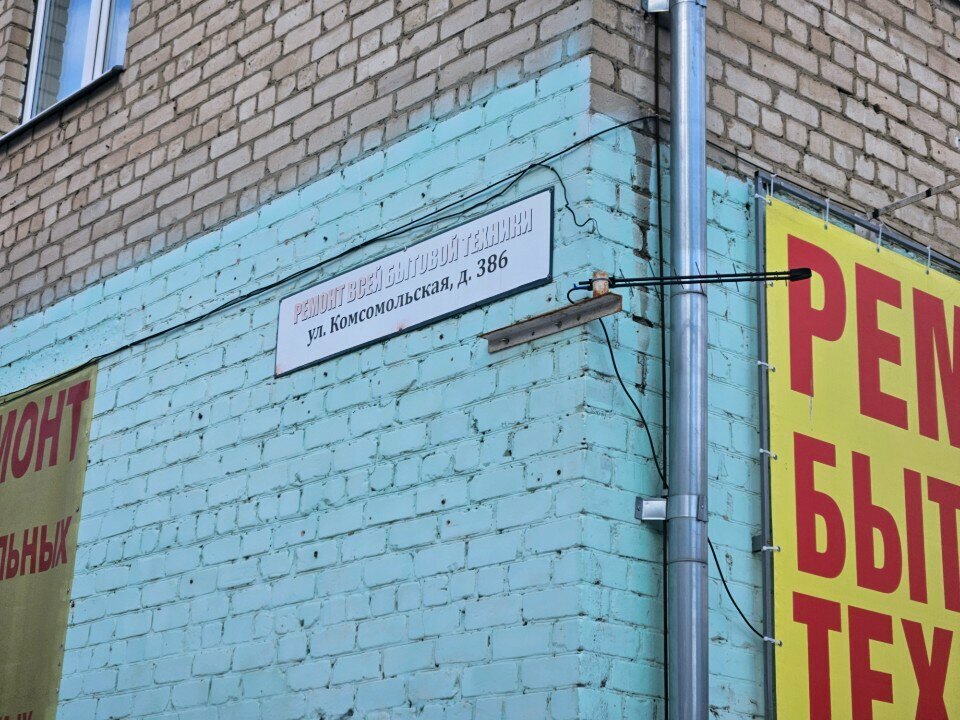 РЕМОНТ ВСЕЙ БЫТОВОЙ ТЕХНИКИ
ул. Комсомольская, д. 386
МОНТ
ЛЬНЫХ
РЕМ
БЫТ
ТЕХ